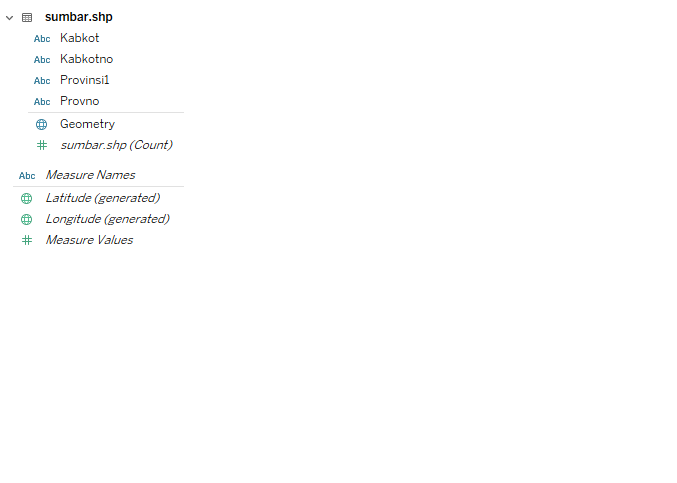 sumbar.shp
Abc Kabkot
Abc Kabkotno
Abc Provinsi1
Abc Provno
Geometry
# sumbar.shp (Count)
Abc Measure Names
Latitude (generated)
Longitude (generated)
# Measure Values